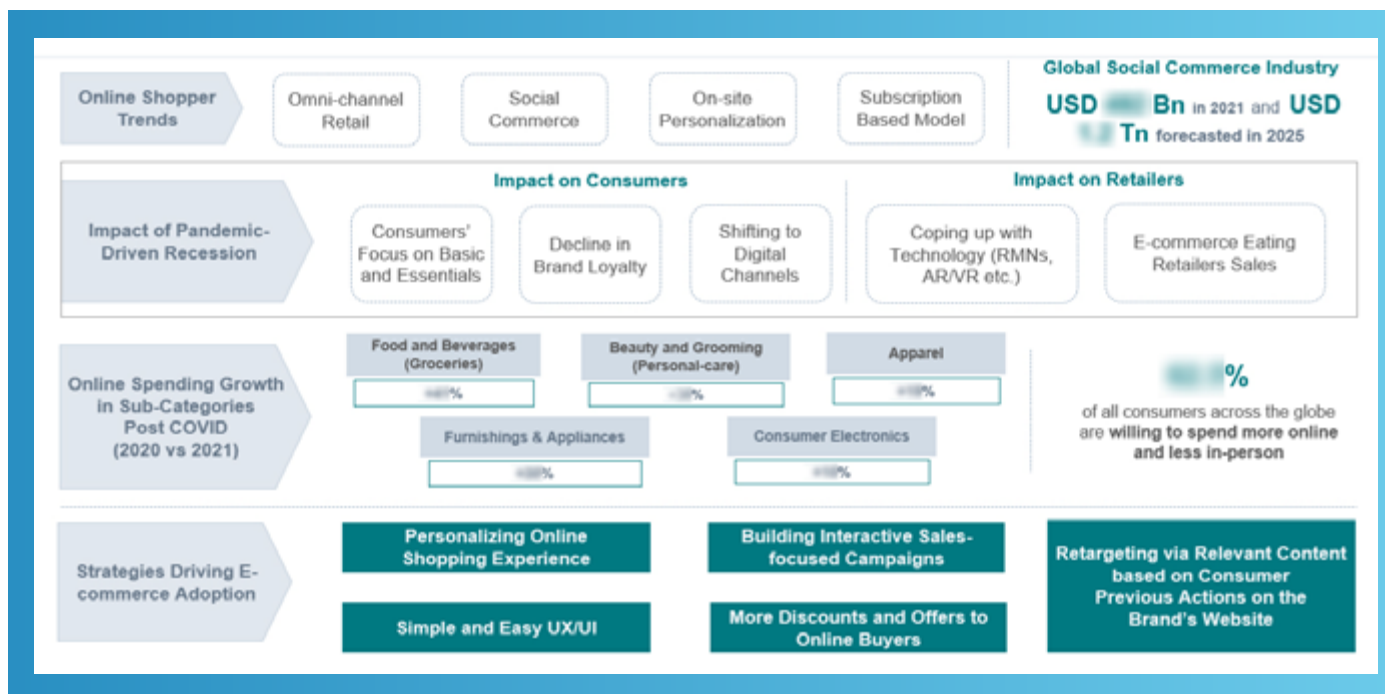 Online Shopper
Trends
Omni-channel
Retail
Social
Commerce
On-site
Personalization
Subscription
Based Model
Global Social Commerce Industry
USD Bn in 2021 and USD
Tn forecasted in 2025
Impact of Pandemic-
Driven Recession
Impact on Consumers
Consumers'
Focus on Basic
and Essentials
Decline in
Brand Loyalty
Shifting to
Digital
Channels
Impact on Retailers
Coping up with
Technology (RMNs,
AR/VR etc.)
E-commerce Eating
Retailers Sales
Online Spending Growth
in Sub-Categories
Post COVID
(2020 vs 2021)
Food and Beverages
(Groceries)
%
Beauty and Grooming
(Personal-care)
%
Apparel
%
Furnishings & Appliances
%
Consumer Electronics
%
%
of all consumers across the globe
are willing to spend more online
and less in-person
Strategies Driving E-
commerce Adoption
Personalizing Online
Shopping Experience
Building Interactive Sales-
focused Campaigns
Simple and Easy UX/UI
More Discounts and Offers to
Online Buyers
Retargeting via Relevant Content
based on Consumer
Previous Actions on the
Brand's Website